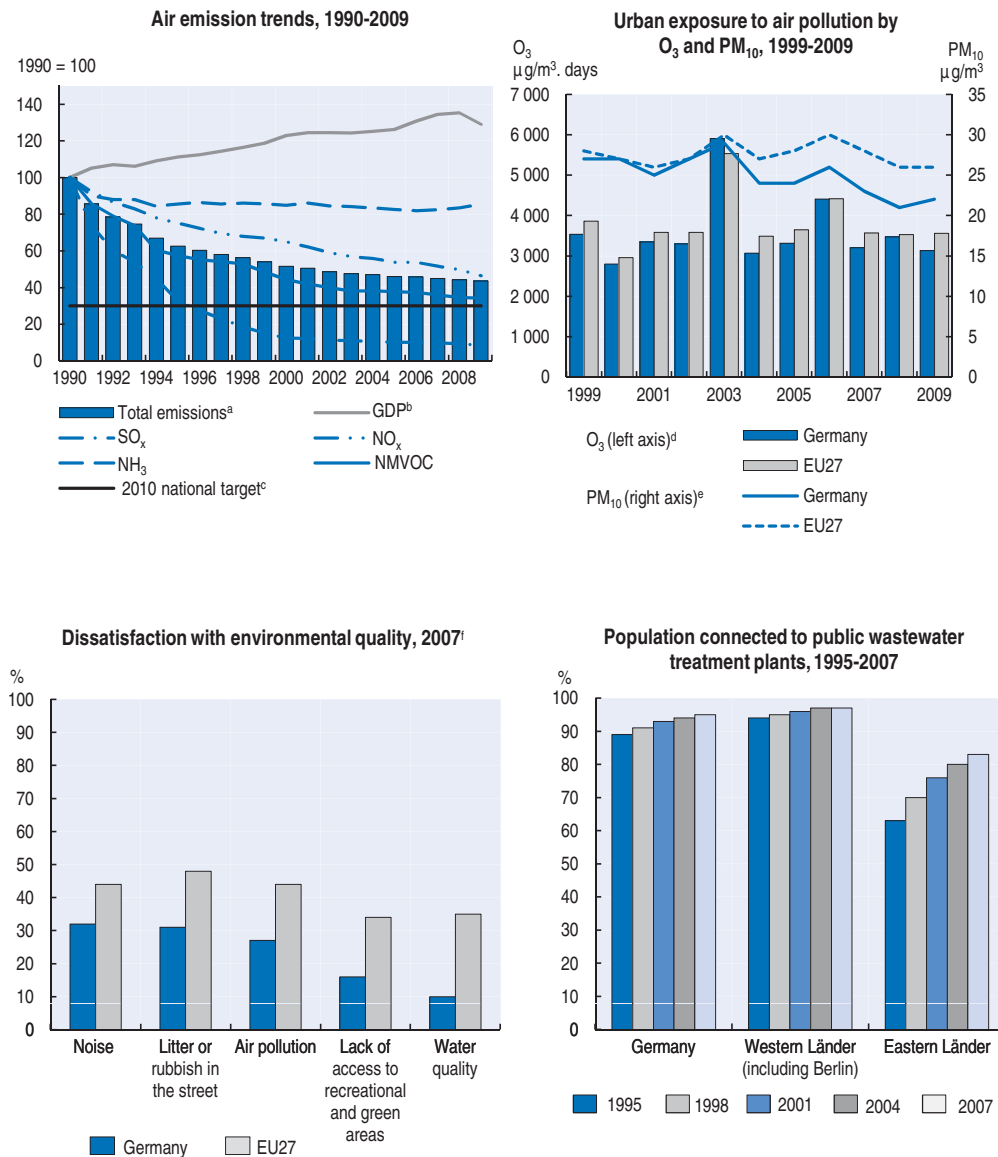 Air emission trends, 1990-2009
1990 = 100
140
120
100
80
60
40
20
0
1990 1992 1994 1996 1998 2000 2002 2004 2006 2008
Total emissionsᵃ GDPᵇ
SOₓ NOₓ
NH₃ NMVOC
2010 national targetᶜ
Urban exposure to air pollution by
O₃ and PM₁₀, 1999-2009
O₃
µg/m³. days
PM₁₀
µg/m³
7 000 35
6 000 30
5 000 25
4 000 20
3 000 15
2 000 10
1 000 5
0 0
1999 2001 2003 2005 2007 2009
O₃ (left axis)ᵈ Germany
EU27
PM₁₀ (right axis)ᵉ Germany
EU27
Dissatisfaction with environmental quality, 2007ᶠ
%
100
90
80
70
60
50
40
30
20
10
0
Noise Litter or Air pollution Lack of Water
rubbish in access to quality
the street recreational
and green
areas
Germany EU27
Population connected to public wastewater
treatment plants, 1995-2007
%
100
90
80
70
60
50
40
30
20
10
0
Germany Western Länder Eastern Länder
(including Berlin)
1995 1998 2001 2004 2007